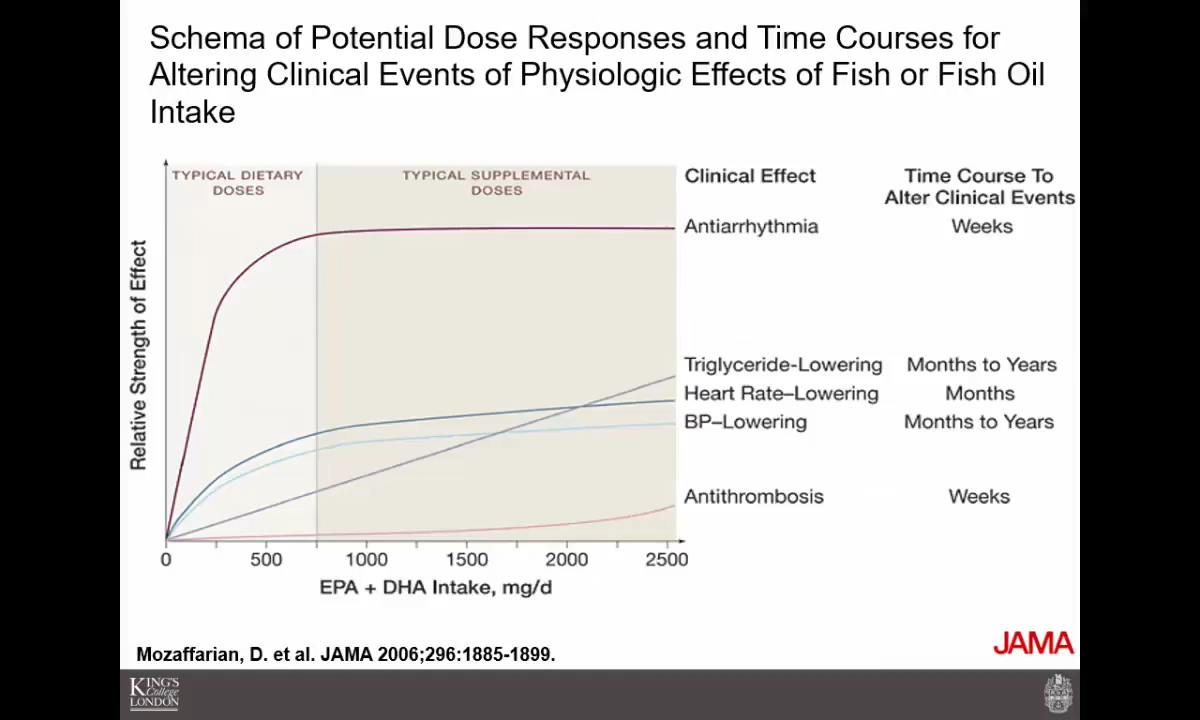 Schema of Potential Dose Responses and Time Courses for
Altering Clinical Events of Physiologic Effects of Fish or Fish Oil
Intake
TYPICAL DIETARY
DOSES
TYPICAL SUPPLEMENTAL
DOSES
Clinical Effect
Time Course To
Alter Clinical Events
Antiarrhythmia
Weeks
Triglyceride-Lowering
Months to Years
Heart Rate–Lowering
Months
BP–Lowering
Months to Years
Antithrombosis
Weeks
Relative Strength of Effect
0
500
1000
1500
2000
2500
EPA + DHA Intake, mg/d
JAMA
Mozaffarian, D. et al. JAMA 2006;296:1885-1899.
KING'S
College
LONDON